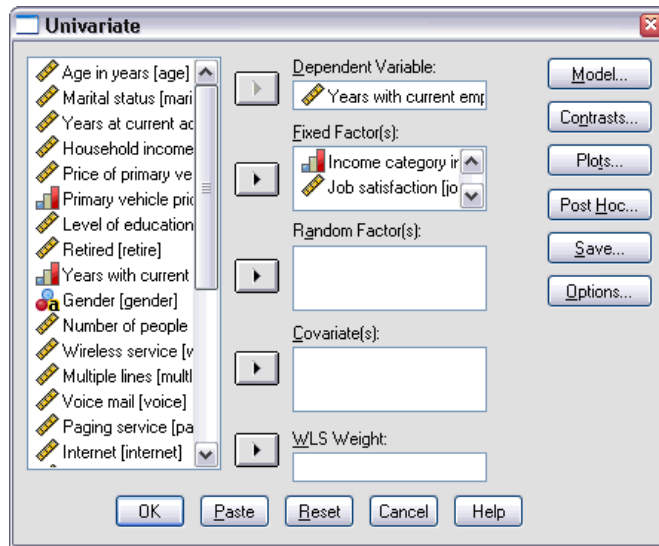 Univariate
Age in years [age]
Marital status [mari
Years at current ad
Household income
Price of primary ve
Primary vehicle pric
Level of education
Retired [retire]
Years with current
Gender [gender]
Number of people
Wireless service [w
Multiple lines [multl
Voice mail [voice]
Paging service [pa
Internet [internet]
Dependent Variable:
Years with current emp
Fixed Factor(s):
Income category in
Job satisfaction [jo
Random Factor(s):
Covariate(s):
WLS Weight:
Model...
Contrasts...
Plots...
Post Hoc...
Save...
Options...
OK
Paste
Reset
Cancel
Help